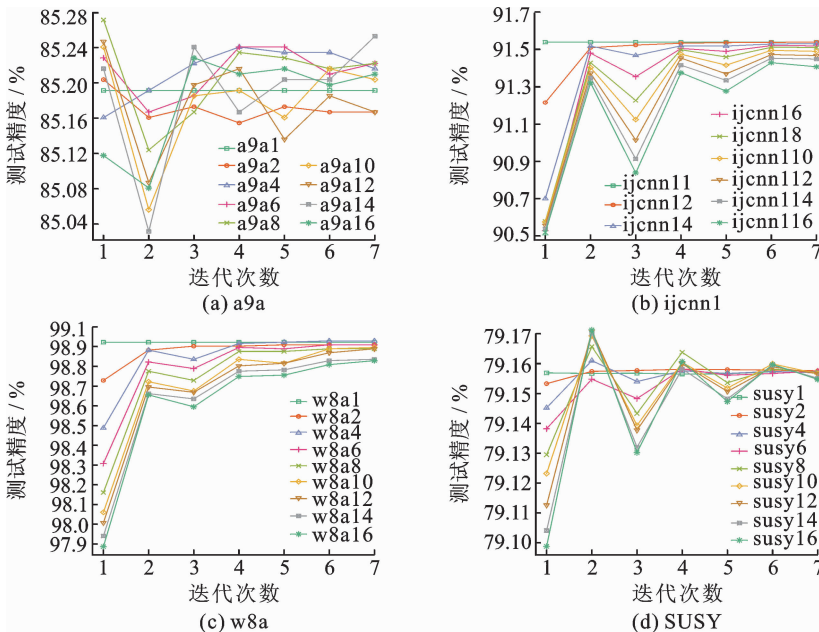 85.28
85.24
85.20
85.16
85.12
85.08
85.04
测试精度/%
a9a1
a9a2
a9a4
a9a6
a9a8
a9a10
a9a12
a9a14
a9a16
1 2 3 4 5 6 7
迭代次数
(a) a9a
91.7
91.5
91.3
91.1
90.9
90.7
90.5
测试精度/%
ijcnn11
ijcnn12
ijcnn14
ijcnn16
ijcnn18
ijcnn110
ijcnn112
ijcnn114
ijcnn116
1 2 3 4 5 6 7
迭代次数
(b) ijcnn1
99.1
98.9
98.8
98.6
98.5
98.4
98.3
98.2
98.1
98.0
97.9
测试精度/%
w8a1
w8a2
w8a4
w8a6
w8a8
w8a10
w8a12
w8a14
w8a16
1 2 3 4 5 6 7
迭代次数
(c) w8a
79.17
79.16
79.15
79.14
79.13
79.12
79.11
79.10
测试精度/%
susy1
susy2
susy4
susy6
susy8
susy10
susy12
susy14
susy16
1 2 3 4 5 6 7
迭代次数
(d) SUSY